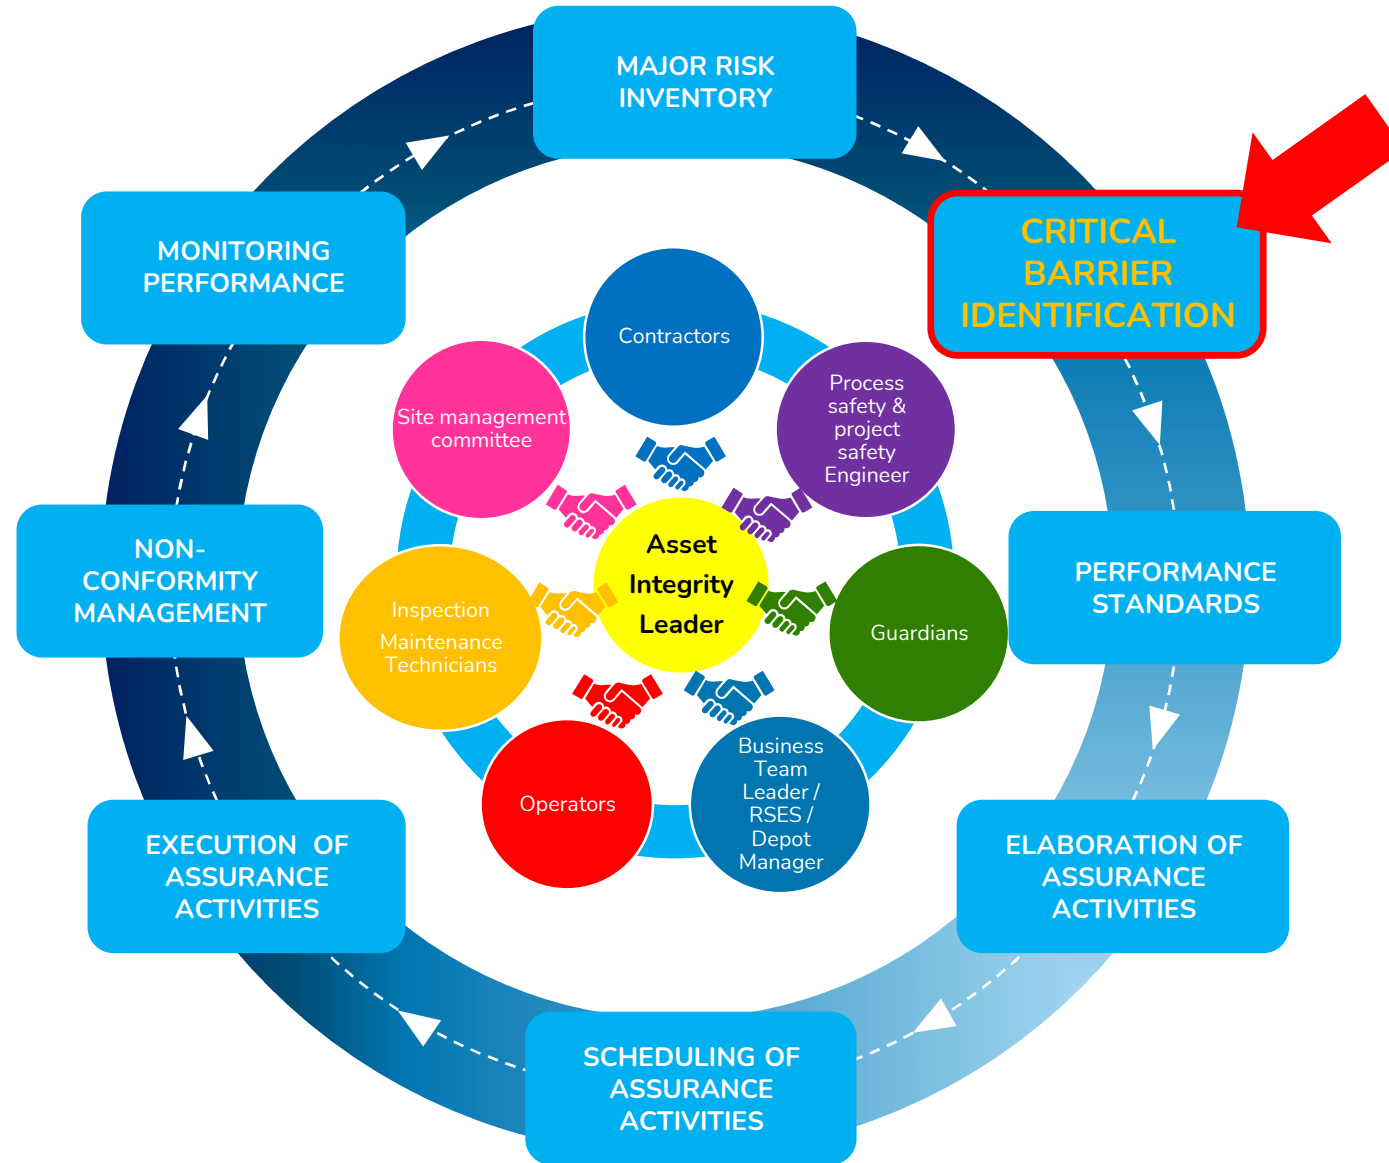 MAJOR RISK
INVENTORY
CRITICAL
BARRIER
IDENTIFICATION
PERFORMANCE
STANDARDS
ELABORATION OF
ASSURANCE
ACTIVITIES
SCHEDULING OF
ASSURANCE
ACTIVITIES
EXECUTION OF
ASSURANCE
ACTIVITIES
NON-
CONFORMITY
MANAGEMENT
MONITORING
PERFORMANCE
Contractors
Process
safety &
project
safety
Engineer
Guardians
Business
Team
Leader /
RSES /
Depot
Manager
Operators
Inspection
Maintenance
Technicians
Site management
committee
Asset
Integrity
Leader